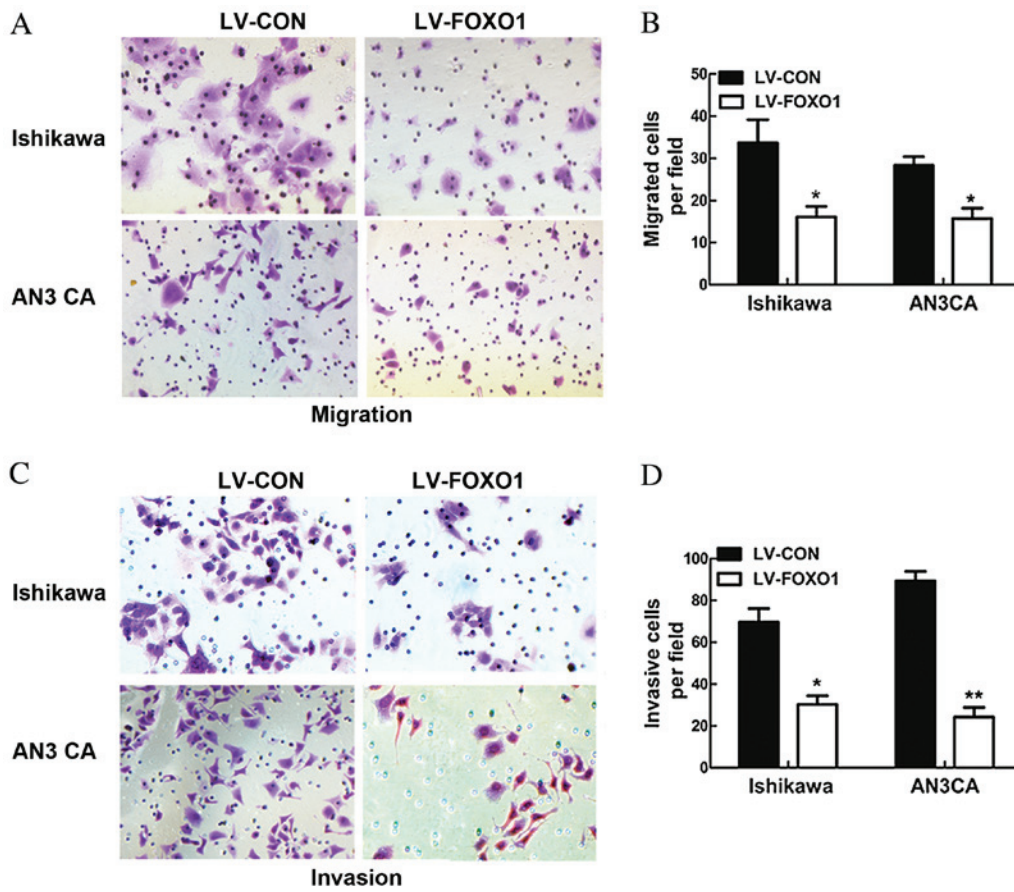 A
LV-CON LV-FOXO1
Ishikawa
AN3 CA
Migration
B
LV-CON
LV-FOXO1
Migrated cells
per field
50
40
30
20
10
0
*
*
Ishikawa AN3CA
C
LV-CON LV-FOXO1
Ishikawa
AN3 CA
Invasion
D
LV-CON
LV-FOXO1
Invasive cells
per field
100
80
60
40
20
0
*
**
Ishikawa AN3CA